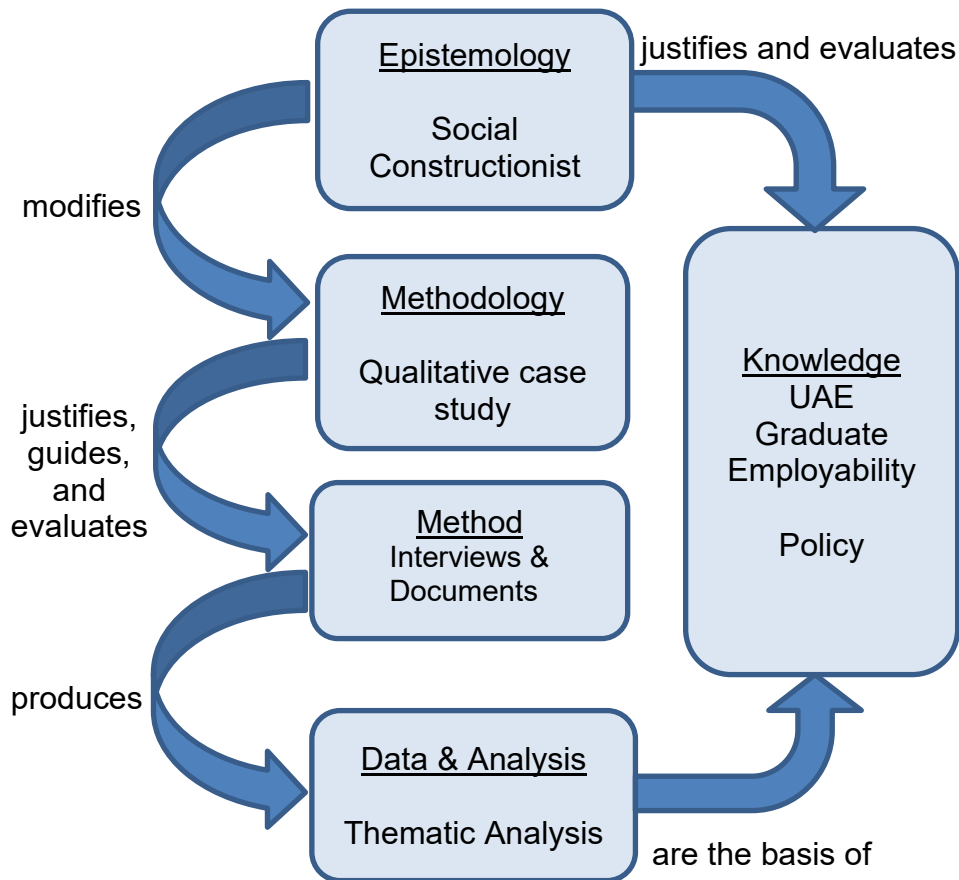 Epistemology
Social
Constructionist
justifies and evaluates
modifies
Methodology
Qualitative case
study
justifies,
guides,
and
evaluates
Method
Interviews &
Documents
produces
Data & Analysis
Thematic Analysis
are the basis of
Knowledge
UAE
Graduate
Employability
Policy